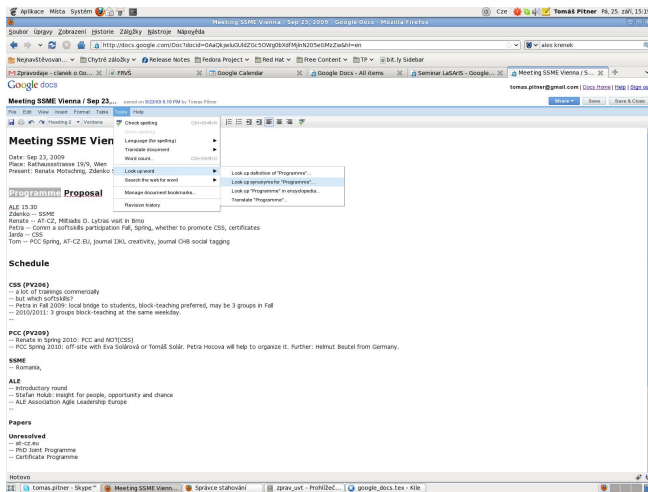 Aplikace Místa Systém Cze Tomáš Pitner Pá, 25. září, 15:19
Meeting SSME Vienna / Sep 23, 2009 - Google Docs - Mozilla Firefox
Soubor Úpravy Zobrazení Historie Záložky Nástroje Nápověda
http://docs.google.com/Doc?docid=0AaQkjeluGUldZGc5OWg0bXdfMjlnN205eGMzZie&hl=en ales krenek
Nejnavštěvovan... Chytré záložky Release Notes Fedora Project Red Hat Free Content TP bit.ly Sidebar
Zpravodaje - clanek o Go... FRVŠ Google Calendar Google Docs - All items Seminar LaSArIS - Google... Meeting SSME Vienna / S...
Google docs
tomas.pitner@gmail.com | Docs Home | Help | Sign ou
Meeting SSME Vienna / Sep 23,... saved on 9/23/09 6:19 PM by Tomas Pitner Share Save Save & Close
File Edit View Insert Format Table Tools Help
Heading 2 Verdana
Check spelling Ctrl+Shift+
Language (for spelling)
Translate document
Word count... Ctrl+Shift+
Look up word
Search the web for word
Manage document bookmarks...
Revision history
Look up definition of "Programme"...
Look up synonyms for "Programme"...
Look up "Programme" in encyclopedia...
Translate "Programme"...
Meeting SSME Vien
Date: Sep 23, 2009
Place: Rathausstrasse 19/9, Wien
Present: Renate Motschnig, Zdenko
Programme Proposal
ALE 15.30
Zdenko -- SSME
Renate -- AT-CZ, Miltiadis D. Lytras visit in Brno
Petra -- Comm a softskills participation Fall, Spring, whether to promote CSS, certificates
Jarda -- CSS
Tom -- PCC Spring, AT-CZ.EU, journal IJKL creativity, journal CHB social tagging
Schedule
CSS (PV206)
-- a lot of trainings commercially
-- but which softskills?
-- Petra in Fall 2009: local bridge to students, block-teaching preferred, may be 3 groups in Fall
-- 2010/2011: 3 groups block-teaching at the same weekday.
--
PCC (PV209)
-- Renate in Spring 2010: PCC and NOT(CSS)
-- PCC Spring 2010: off-site with Eva Solárová or Tomáš Solár. Petra Hocova will help to organize it. Further: Helmut Beutel from Germany.
SSME
-- Romania,
ALE
-- introductory round
-- Stefan Holub: insight for people, opportunity and chance
-- ALE Association Agile Leadership Europe
--
Papers
Unresolved
-- at-cz.eu
-- PhD Joint Programme
-- Certificate Programme
Hotovo
tomas.pitner - Skype™ Meeting SSME Vienn... Správce stahování zprav_uvt - Prohlížeč... google_docs.tex - Kile